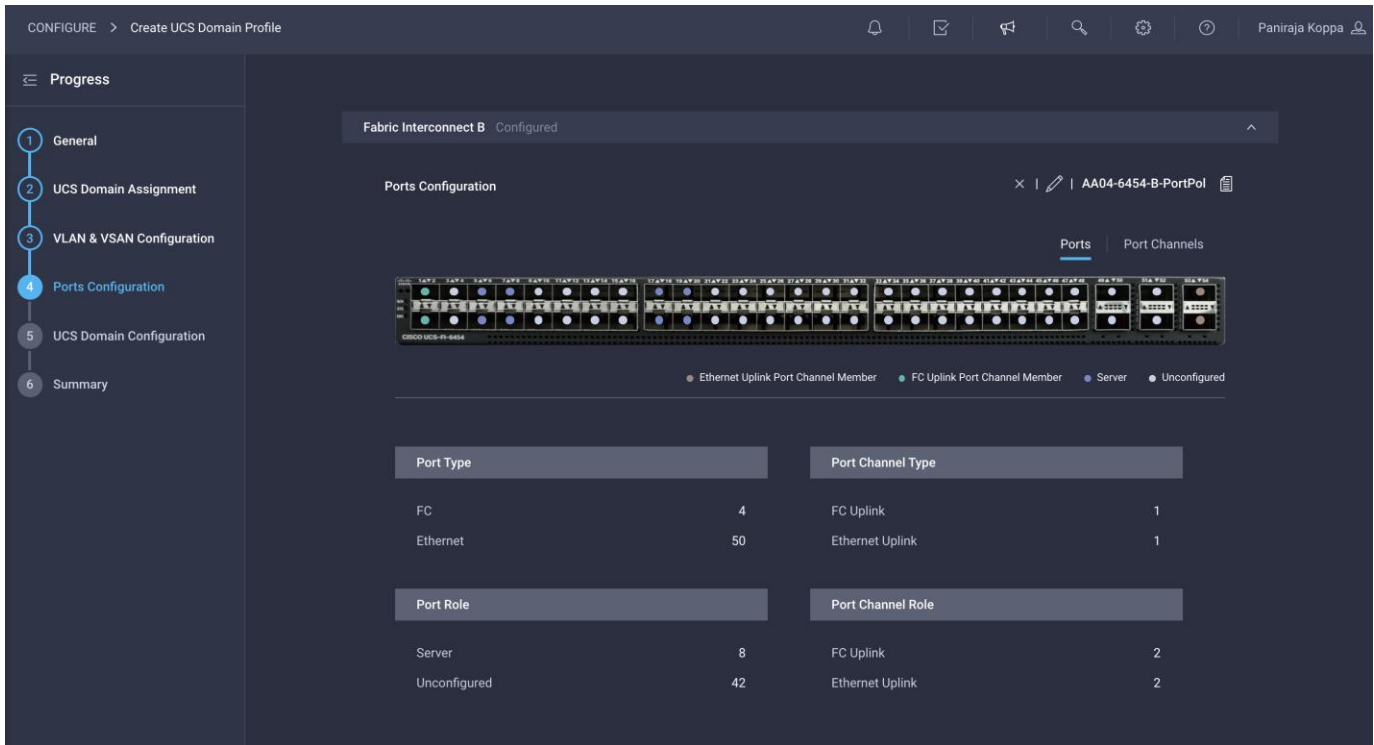 CONFIGURE > Create UCS Domain Profile
Paniraja Koppa
Progress
1 General
2 UCS Domain Assignment
3 VLAN & VSAN Configuration
4 Ports Configuration
5 UCS Domain Configuration
6 Summary
Fabric Interconnect B Configured
Ports Configuration
AA04-6454-B-PortPol
Ports
Port Channels
CISCO UCS-FI-6454
Ethernet Uplink Port Channel Member
FC Uplink Port Channel Member
Server
Unconfigured
Port Type
FC 4
Ethernet 50
Port Channel Type
FC Uplink 1
Ethernet Uplink 1
Port Role
Server 8
Unconfigured 42
Port Channel Role
FC Uplink 2
Ethernet Uplink 2